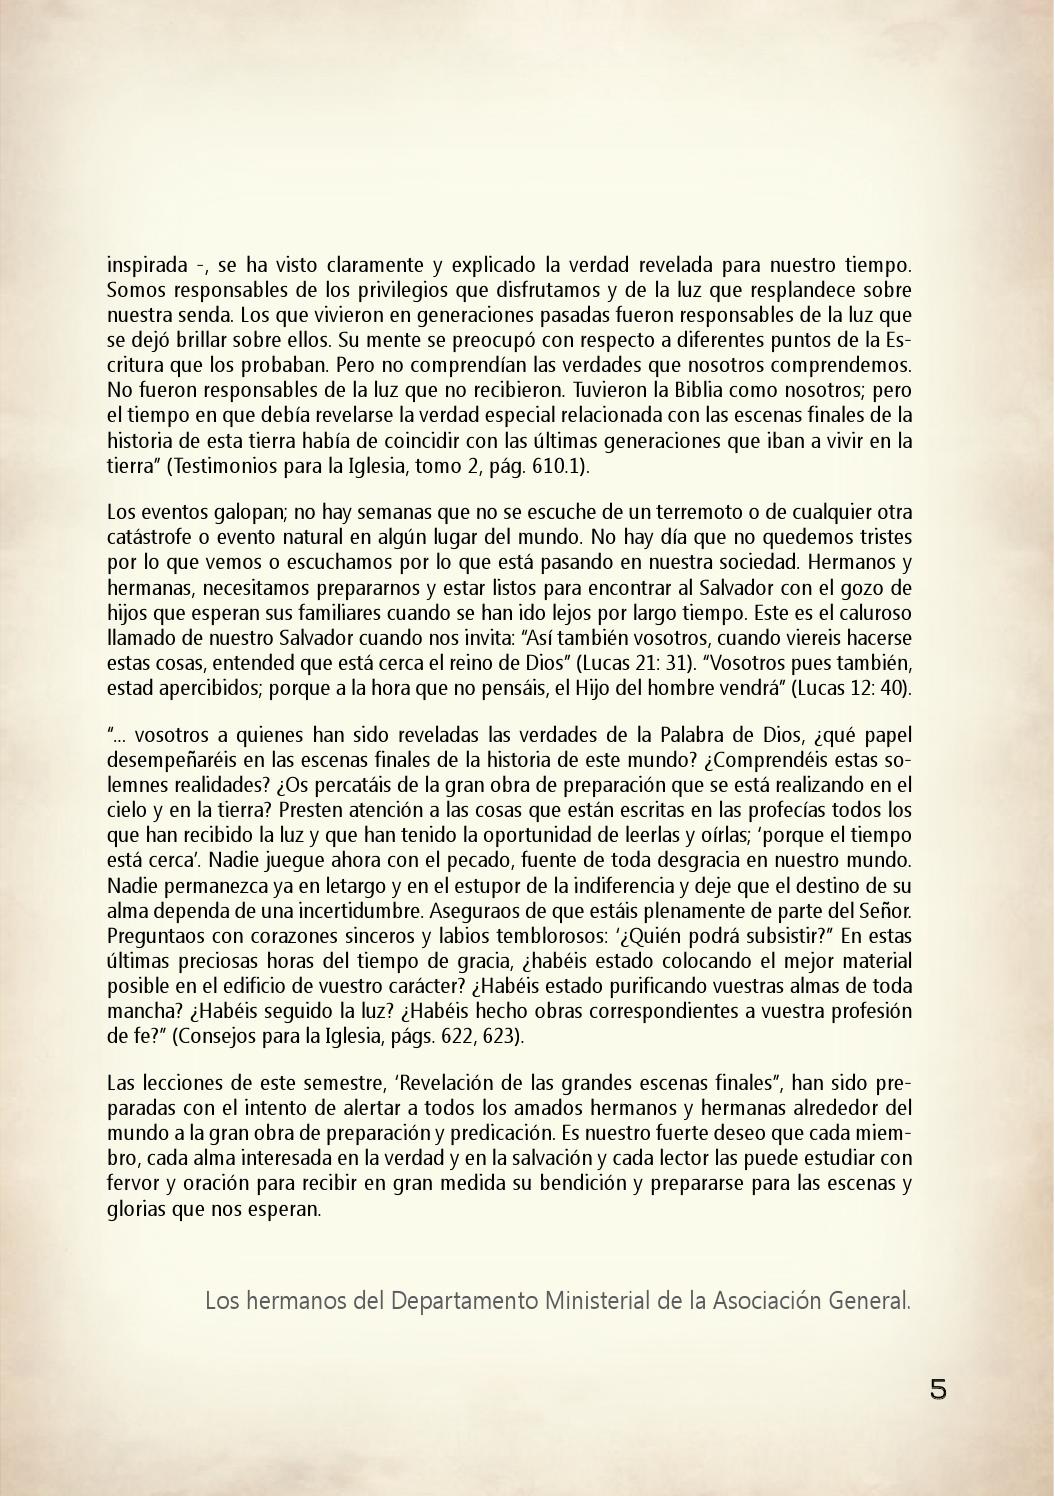 inspirada -, se ha visto claramente y explicado la verdad revelada para nuestro tiempo.
Somos responsables de los privilegios que disfrutamos y de la luz que resplandece sobre
nuestra senda. Los que vivieron en generaciones pasadas fueron responsables de la luz que
se dejó brillar sobre ellos. Su mente se preocupó con respecto a diferentes puntos de la Es-
critura que los probaban. Pero no comprendían las verdades que nosotros comprendemos.
No fueron responsables de la luz que no recibieron. Tuvieron la Biblia como nosotros; pero
el tiempo en que debía revelarse la verdad especial relacionada con las escenas finales de la
historia de esta tierra había de coincidir con las últimas generaciones que iban a vivir en la
tierra” (Testimonios para la Iglesia, tomo 2, pág. 610.1).
Los eventos galopan; no hay semanas que no se escuche de un terremoto o de cualquier otra
catástrofe o evento natural en algún lugar del mundo. No hay día que no quedemos tristes
por lo que vemos o escuchamos por lo que está pasando en nuestra sociedad. Hermanos y
hermanas, necesitamos prepararnos y estar listos para encontrar al Salvador con el gozo de
hijos que esperan sus familiares cuando se han ido lejos por largo tiempo. Este es el caluroso
llamado de nuestro Salvador cuando nos invita: “Así también vosotros, cuando viereis hacerse
estas cosas, entended que está cerca el reino de Dios” (Lucas 21: 31). “Vosotros pues también,
estad apercibidos; porque a la hora que no pensáis, el Hijo del hombre vendrá” (Lucas 12: 40).
“... vosotros a quienes han sido reveladas las verdades de la Palabra de Dios, ¿qué papel
desempeñaréis en las escenas finales de la historia de este mundo? ¿Comprendéis estas so-
lemnes realidades? ¿Os percatáis de la gran obra de preparación que se está realizando en el
cielo y en la tierra? Presten atención a las cosas que están escritas en las profecías todos los
que han recibido la luz y que han tenido la oportunidad de leerlas y oírlas; ‘porque el tiempo
está cerca’. Nadie juegue ahora con el pecado, fuente de toda desgracia en nuestro mundo.
Nadie permanezca ya en letargo y en el estupor de la indiferencia y deje que el destino de su
alma dependa de una incertidumbre. Aseguraos de que estáis plenamente de parte del Señor.
Preguntaos con corazones sinceros y labios temblorosos: ‘¿Quién podrá subsistir?” En estas
últimas preciosas horas del tiempo de gracia, ¿habéis estado colocando el mejor material
posible en el edificio de vuestro carácter? ¿Habéis estado purificando vuestras almas de toda
mancha? ¿Habéis seguido la luz? ¿Habéis hecho obras correspondientes a vuestra profesión
de fe?” (Consejos para la Iglesia, págs. 622, 623).
Las lecciones de este semestre, ‘Revelación de las grandes escenas finales”, han sido pre-
paradas con el intento de alertar a todos los amados hermanos y hermanas alrededor del
mundo a la gran obra de preparación y predicación. Es nuestro fuerte deseo que cada miem-
bro, cada alma interesada en la verdad y en la salvación y cada lector las puede estudiar con
fervor y oración para recibir en gran medida su bendición y prepararse para las escenas y
glorias que nos esperan.
Los hermanos del Departamento Ministerial de la Asociación General.
5